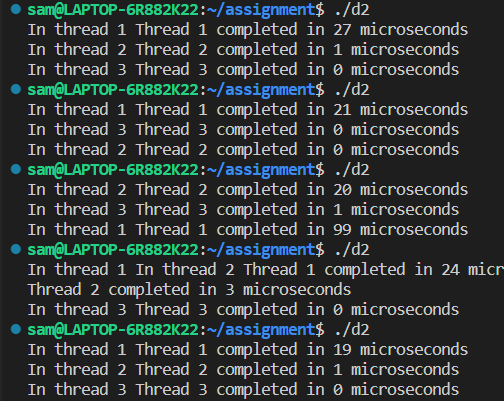 sam@LAPTOP-6R882K22:~/assignment$ ./d2
In thread 1 Thread 1 completed in 27 microseconds
In thread 2 Thread 2 completed in 1 microseconds
In thread 3 Thread 3 completed in 0 microseconds
sam@LAPTOP-6R882K22:~/assignment$ ./d2
In thread 1 Thread 1 completed in 21 microseconds
In thread 3 Thread 3 completed in 0 microseconds
In thread 2 Thread 2 completed in 0 microseconds
sam@LAPTOP-6R882K22:~/assignment$ ./d2
In thread 2 Thread 2 completed in 20 microseconds
In thread 3 Thread 3 completed in 1 microseconds
In thread 1 Thread 1 completed in 99 microseconds
sam@LAPTOP-6R882K22:~/assignment$ ./d2
In thread 1 In thread 2 Thread 1 completed in 24 micr
Thread 2 completed in 3 microseconds
In thread 3 Thread 3 completed in 0 microseconds
sam@LAPTOP-6R882K22:~/assignment$ ./d2
In thread 1 Thread 1 completed in 19 microseconds
In thread 2 Thread 2 completed in 1 microseconds
In thread 3 Thread 3 completed in 0 microseconds